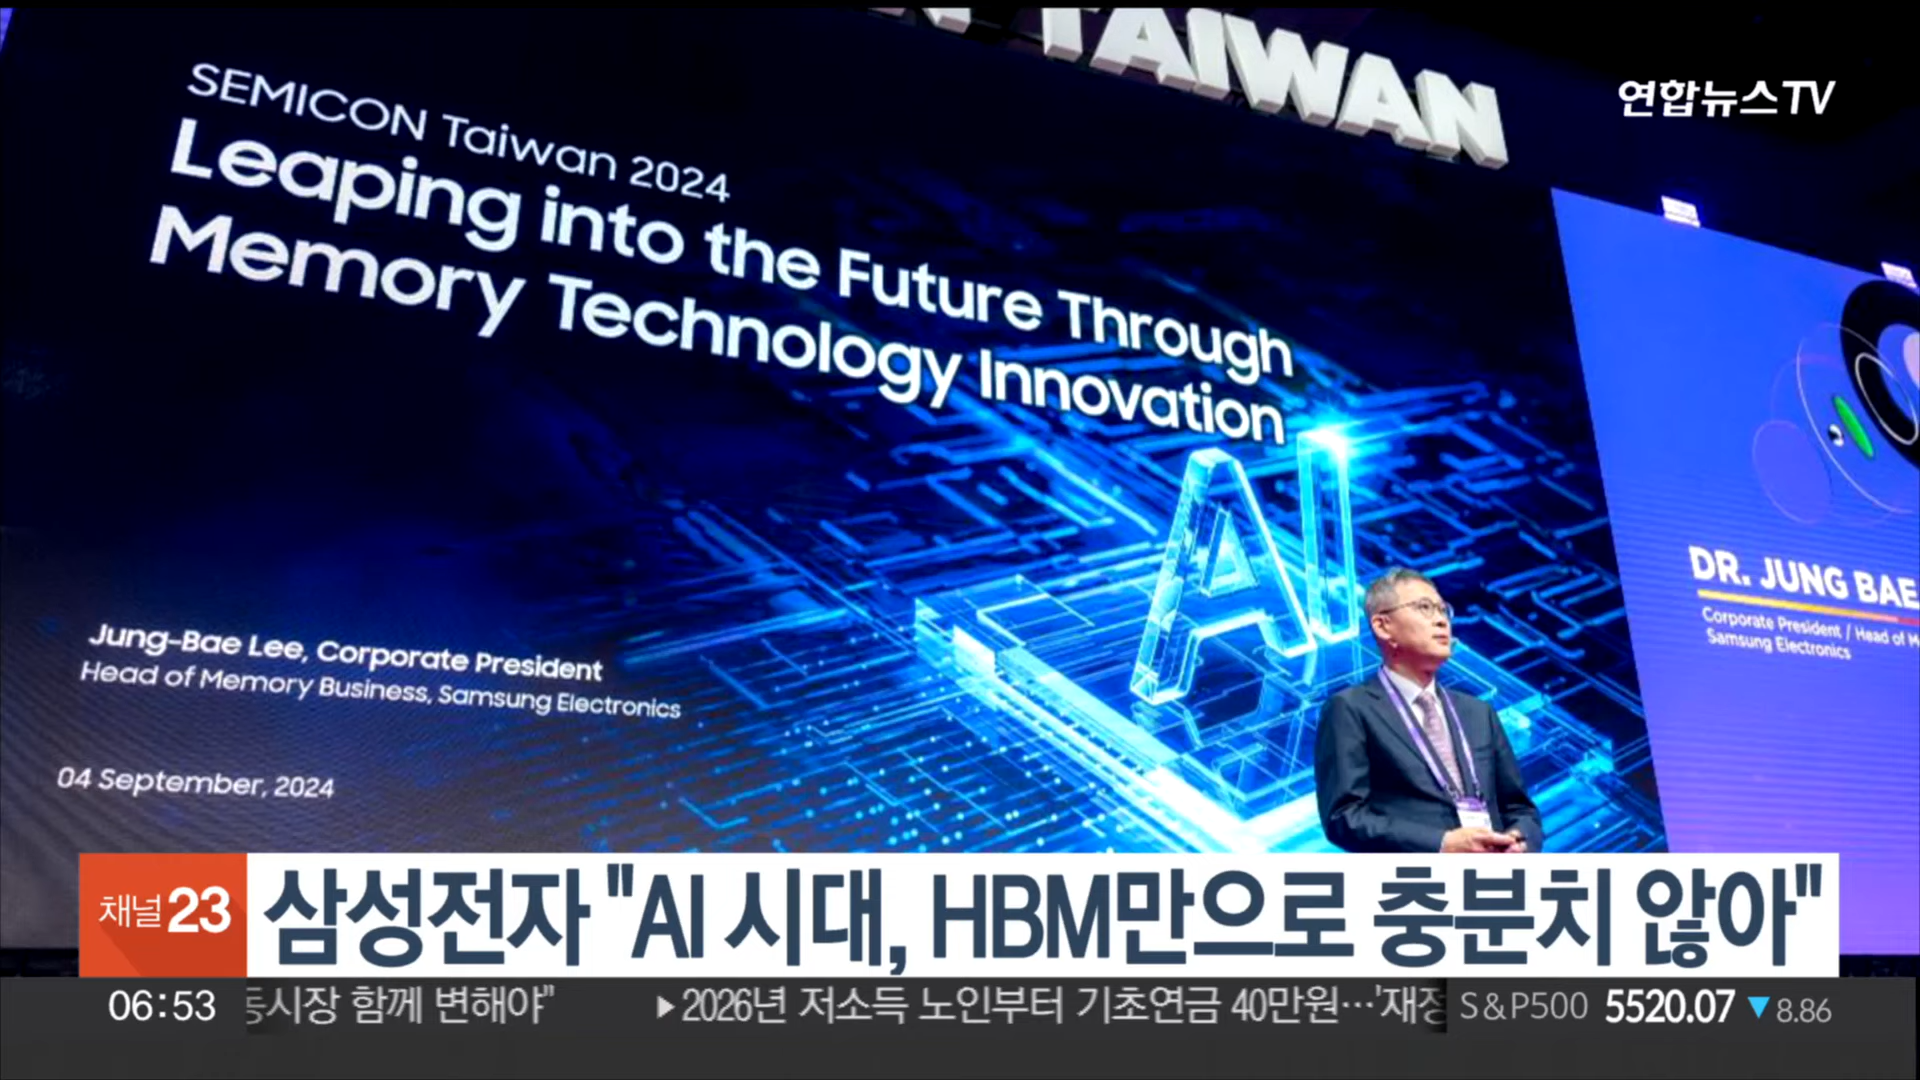 TAIWAN
연합뉴스TV
SEMICON Taiwan 2024
Leaping into the Future Through
Memory Technology Innovation
AI
DR. JUNG BAE
Corporate President / Head of M
Samsung Electronics
Jung-Bae Lee, Corporate President
Head of Memory Business, Samsung Electronics
04 September, 2024
채널 23
삼성전자 "AI 시대, HBM만으로 충분치 않아"
06:53
동시장 함께 변해야" ▶2026년 저소득 노인부터 기초연금 40만원…'재정
S&P500 5520.07 ▼8.86